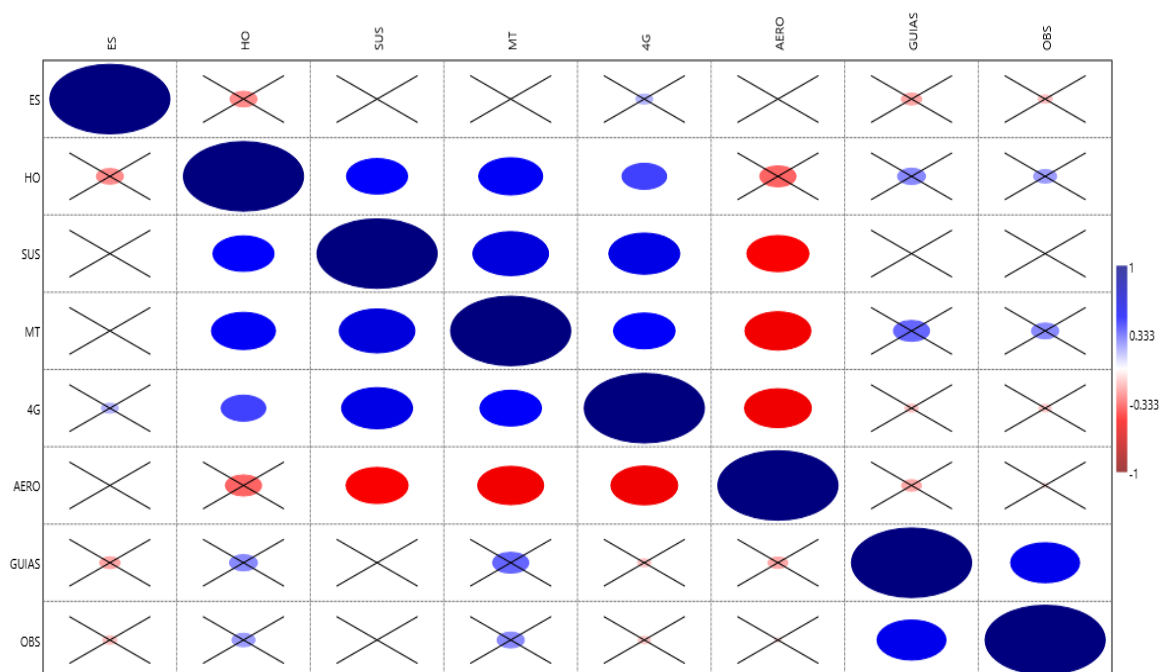 ES HO SUS MT 4G AERO GUIAS OBS
ES
HO
SUS
MT
4G
AERO
GUIAS
OBS
1
0.333
-0.333
-1